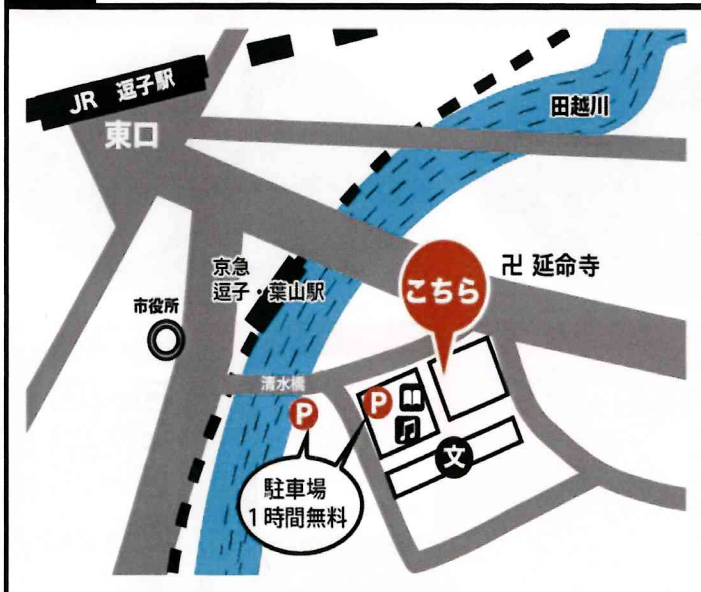 JR 逗子駅
東口
田越川
京急
逗子・葉山駅
こちら
卍 延命寺
市役所
清水橋
P
P
文
駐車場
1時間無料